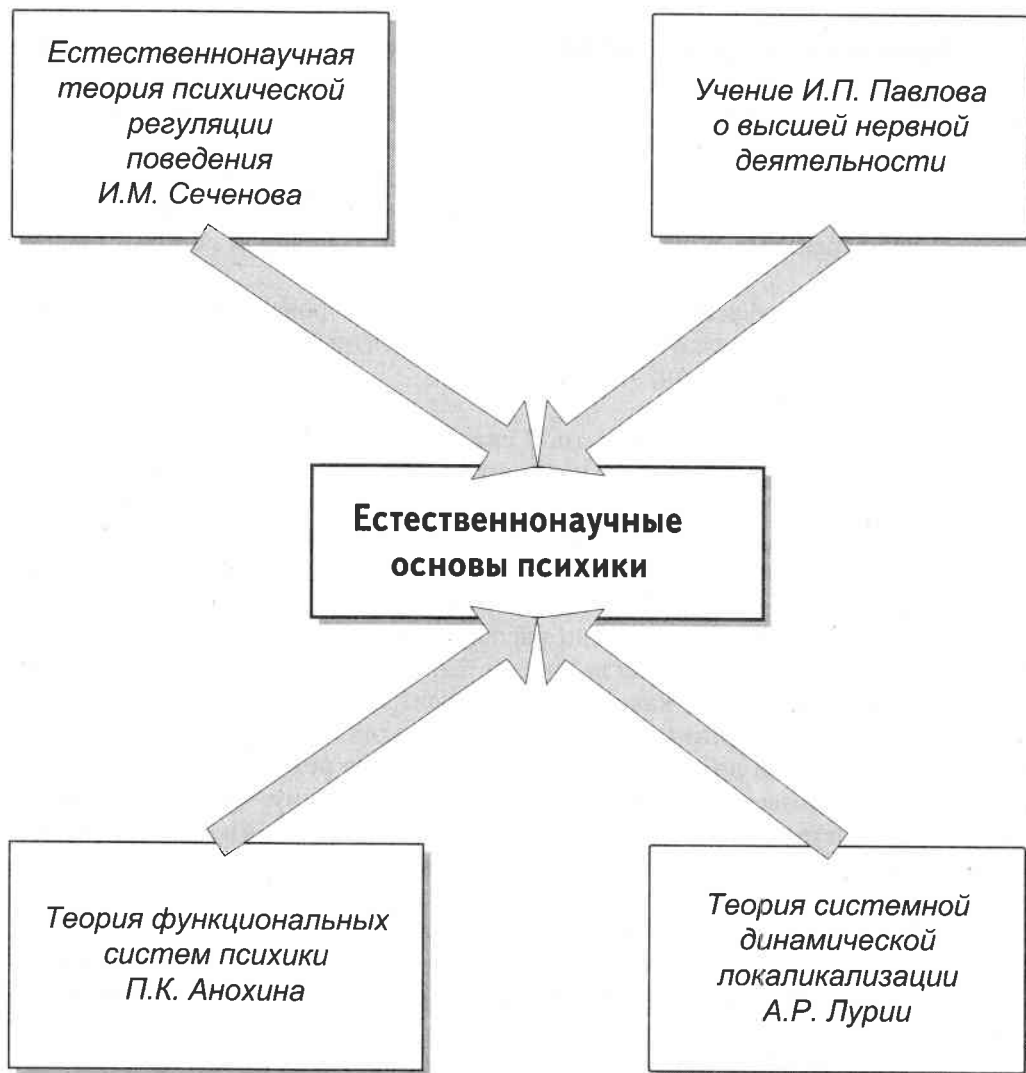 Естественнонаучная
теория психической
регуляции
поведения
И.М. Сеченова
Учение И.П. Павлова
о высшей нервной
деятельности
Естественнонаучные
основы психики
Теория функциональных
систем психики
П.К. Анохина
Теория системной
динамической
локаликализации
А.Р. Лурии